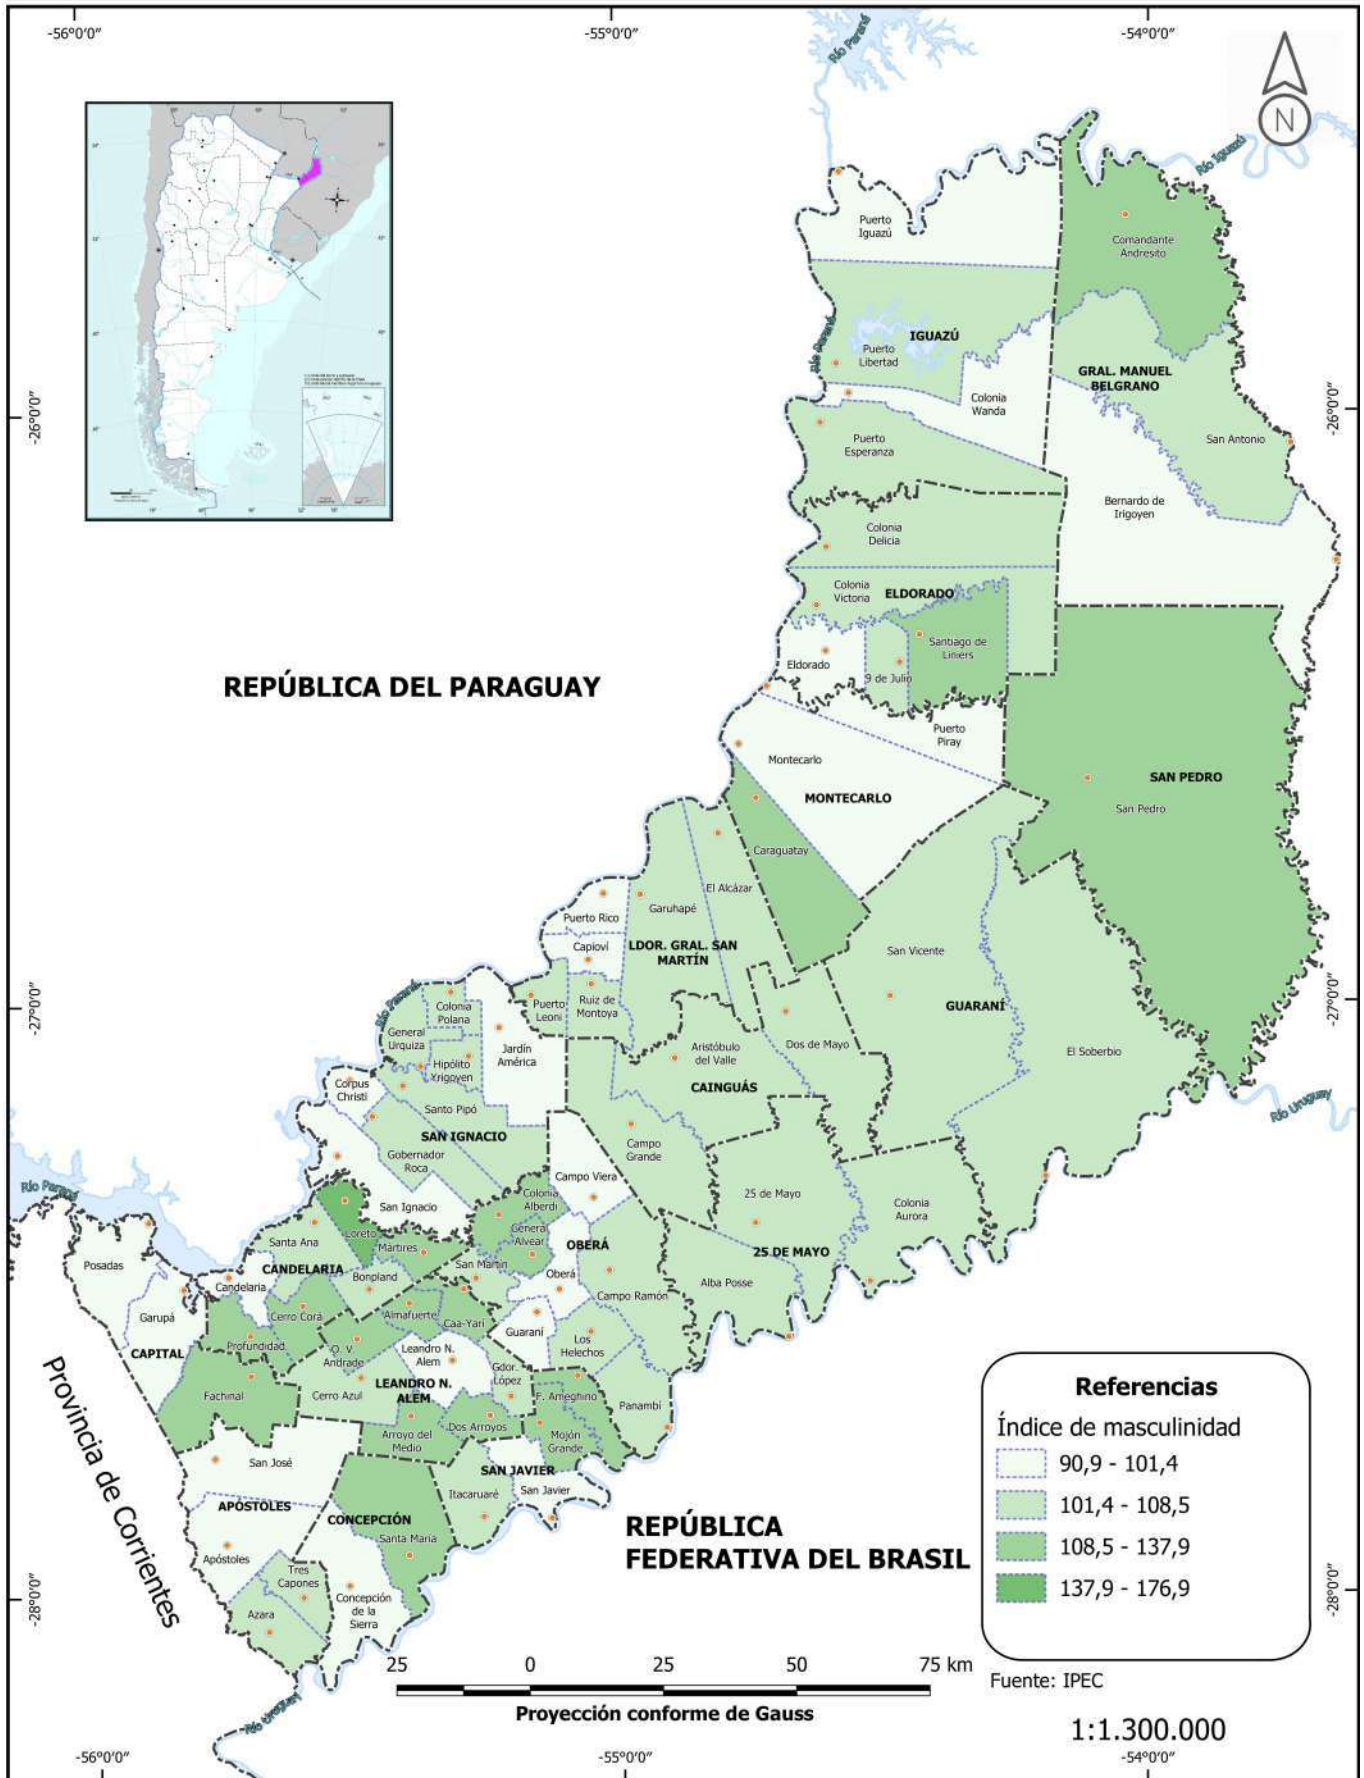 -56°0'0"
-55°0'0"
-54°0'0"
Río Paraná
N
Río Iguazú
Puerto
Iguazú
Comandante
Andresito
Río Paraná
IGUAZÚ
Puerto
Libertad
GRAL. MANUEL
BELGRANO
Colonia
Wanda
-26°0'0"
-26°0'0"
San Antonio
Puerto
Esperanza
Bernardo de
Irigoyen
Colonia
Delicia
Colonia
Victoria
ELDORADO
Santiago de
Liniers
Eldorado
9 de Julio
REPÚBLICA DEL PARAGUAY
Puerto
Piray
Montecarlo
MONTECARLO
SAN PEDRO
San Pedro
Caraguatay
El Alcázar
Garuhapé
Puerto Rico
Capioví
LDOR. GRAL. SAN
MARTÍN
San Vicente
Río Paraná
-27°0'0"
-27°0'0"
Colonia
Polana
Puerto
Leoni
Ruiz de
Montoya
GUARANÍ
General
Urquiza
Jardín
América
Aristóbulo
del Valle
Dos de Mayo
El Soberbio
Hipólito
Yrigoyen
Corpus
Christi
CAINGUÁS
Santo Pipó
Río Uruguay
SAN IGNACIO
Campo
Grande
Gobernador
Roca
Campo Viera
Río Paraná
San Ignacio
Colonia
Alberdi
25 de Mayo
Colonia
Aurora
Loreto
General
Alvear
Santa Ana
Mártires
OBERÁ
25 DE MAYO
Posadas
CANDELARIA
San Martín
Bonpland
Oberá
Alba Posse
Candelaria
Campo Ramón
Garupá
Cerro Corá
Almafuerte
Caa-Yarí
Guaraní
Profundidad
CAPITAL
O. V.
Andrade
Leandro N.
Alem
Los
Helechos
Gdor.
López
Fachinal
Cerro Azul
LEANDRO N.
ALEM
F. Ameghino
Panambí
Provincia de Corrientes
Arroyo del
Medio
Dos Arroyos
Mojón
Grande
San José
SAN JAVIER
Itacaruaré
San Javier
APÓSTOLES
CONCEPCIÓN
Santa María
Apóstoles
Tres
Capones
Concepción
de la
Sierra
Azara
REPÚBLICA
FEDERATIVA DEL BRASIL
Referencias
Índice de masculinidad
90,9 - 101,4
101,4 - 108,5
108,5 - 137,9
137,9 - 176,9
-28°0'0"
-28°0'0"
25 0 25 50 75 km
Proyección conforme de Gauss
Fuente: IPEC
1:1.300.000
Río Uruguay
-56°0'0"
-55°0'0"
-54°0'0"